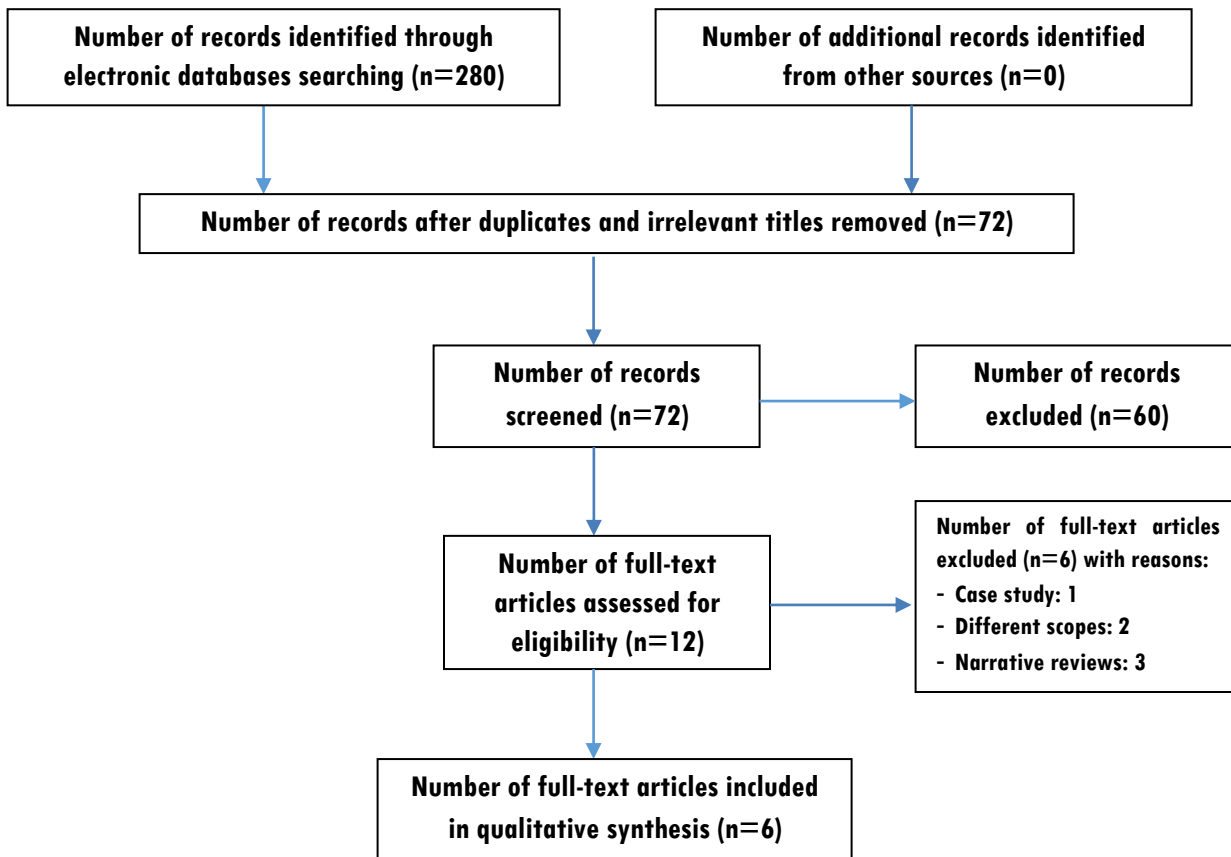 Number of records identified through
electronic databases searching (n=280)
Number of additional records identified
from other sources (n=0)
Number of records after duplicates and irrelevant titles removed (n=72)
Number of records
screened (n=72)
Number of records
excluded (n=60)
Number of full-text
articles assessed for
eligibility (n=12)
Number of full-text articles
excluded (n=6) with reasons:
- Case study: 1
- Different scopes: 2
- Narrative reviews: 3
Number of full-text articles included
in qualitative synthesis (n=6)